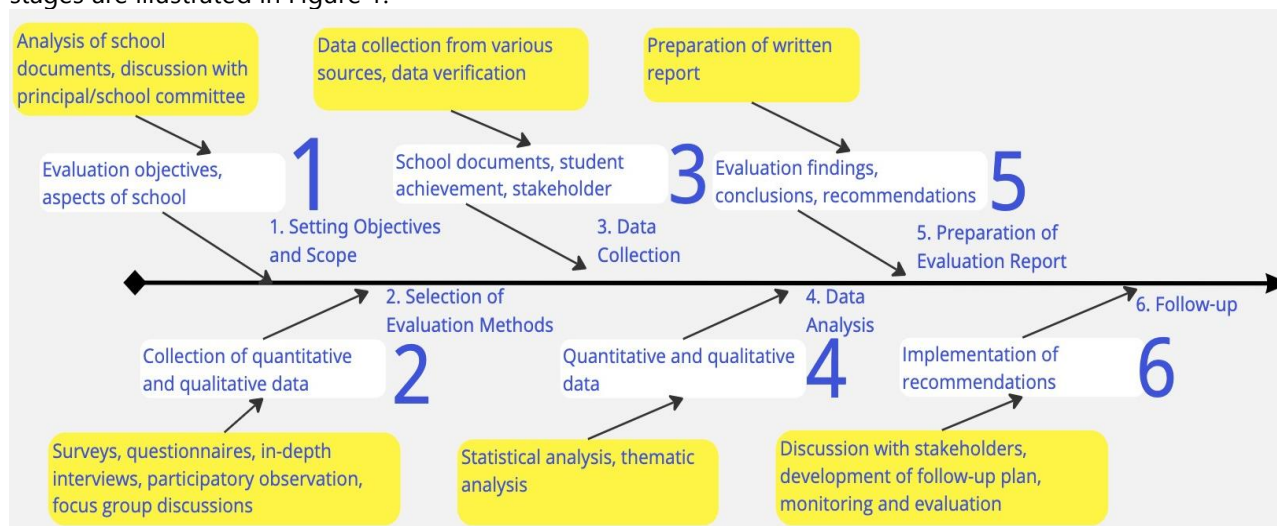 stages are illustrated in Figure 1.
Analysis of school
documents, discussion with
principal/school committee
Evaluation objectives,
aspects of school
1
1. Setting Objectives
and Scope
Data collection from various
sources, data verification
School documents, student
achievement, stakeholder
3
3. Data
Collection
Preparation of written
report
Evaluation findings,
conclusions, recommendations
5
5. Preparation of
Evaluation Report
2. Selection of
Evaluation Methods
Collection of quantitative
and qualitative data
2
Surveys, questionnaires, in-depth
interviews, participatory observation,
focus group discussions
4. Data
Analysis
Quantitative and qualitative
data
4
Statistical analysis, thematic
analysis
6. Follow-up
Implementation of
recommendations
6
Discussion with stakeholders,
development of follow-up plan,
monitoring and evaluation